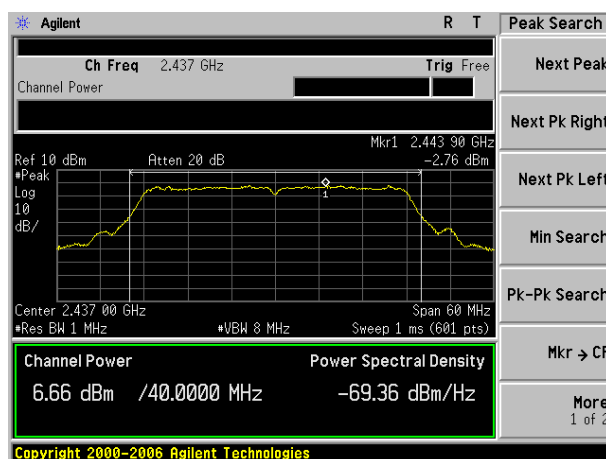 Agilent R T Peak Search
Ch Freq 2.437 GHz Trig Free
Channel Power
Mkr1 2.443 90 GHz
Ref 10 dBm Atten 20 dB -2.76 dBm
#Peak
Log
10
dB/
1
Center 2.437 00 GHz Span 60 MHz
#Res BW 1 MHz #VBW 8 MHz Sweep 1 ms (601 pts)
Channel Power Power Spectral Density
6.66 dBm /40.0000 MHz -69.36 dBm/Hz
Copyright 2000-2006 Agilent Technologies
Next Peak
Next Pk Right
Next Pk Left
Min Search
Pk-Pk Search
Mkr → CF
More
1 of 2